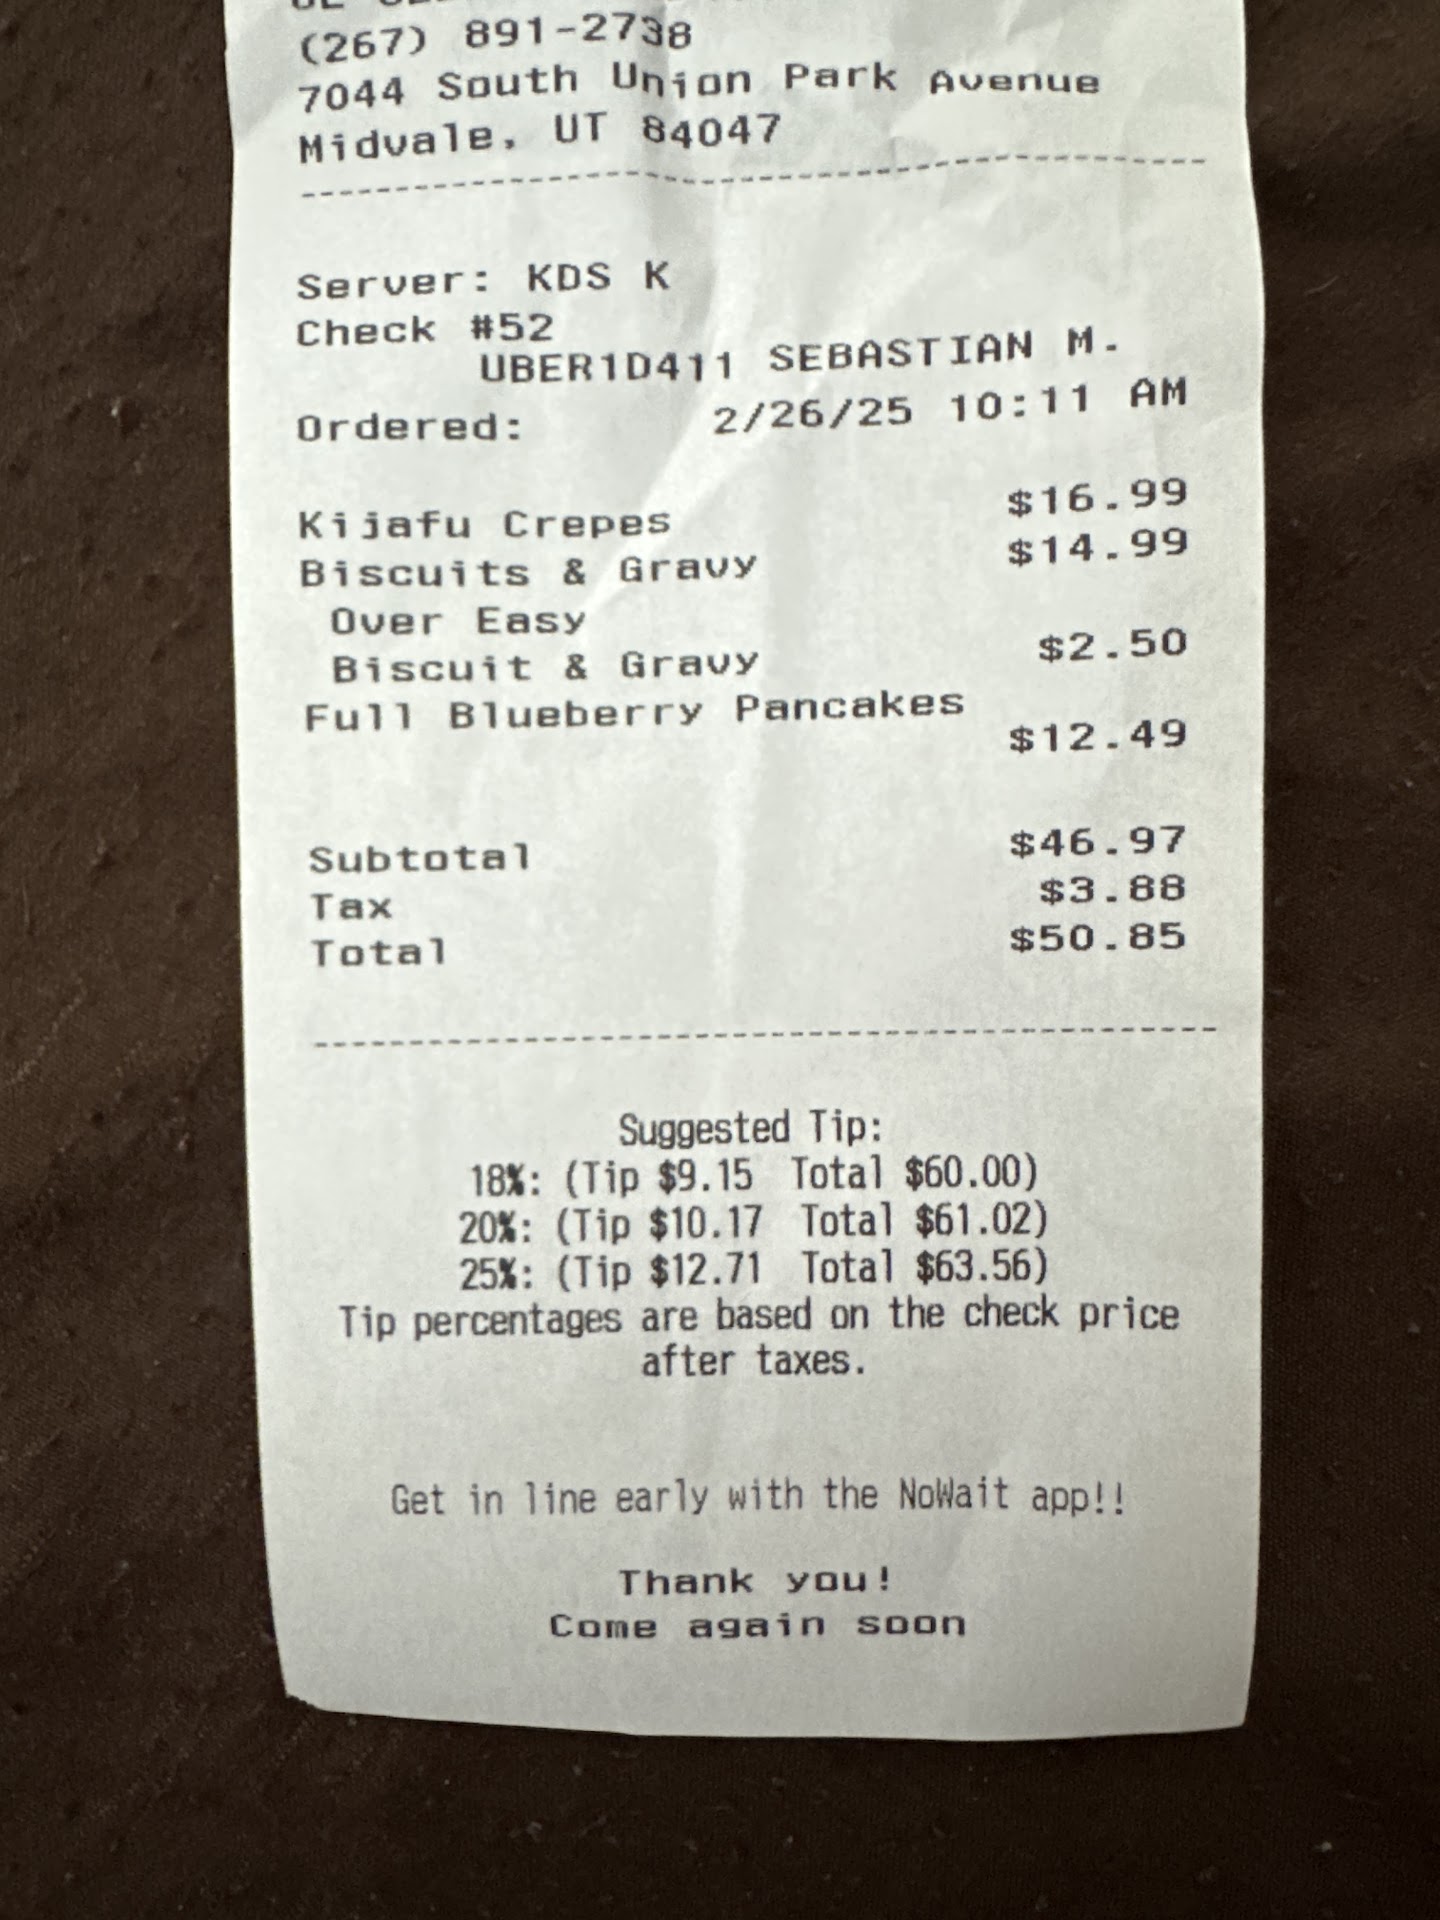 (267) 891-2738
7044 South Union Park Avenue
Midvale, UT 84047
Server: KDS K
Check #52
UBER1D411 SEBASTIAN M.
Ordered: 2/26/25 10:11 AM
Kijafu Crepes $16.99
Biscuits & Gravy $14.99
Over Easy
Biscuit & Gravy $2.50
Full Blueberry Pancakes
$12.49
Subtotal $46.97
Tax $3.88
Total $50.85
Suggested Tip:
18%: (Tip $9.15 Total $60.00)
20%: (Tip $10.17 Total $61.02)
25%: (Tip $12.71 Total $63.56)
Tip percentages are based on the check price
after taxes.
Get in line early with the NoWait app!!
Thank you!
Come again soon